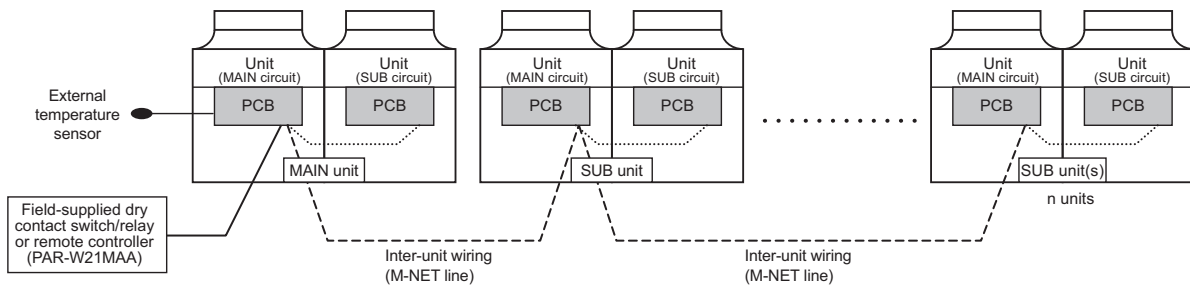 Unit
(MAIN circuit)
Unit
(SUB circuit)
PCB
PCB
MAIN unit
External
temperature
sensor
Unit
(MAIN circuit)
Unit
(SUB circuit)
PCB
PCB
SUB unit
Unit
(MAIN circuit)
Unit
(SUB circuit)
PCB
PCB
SUB unit(s)
n units
Field-supplied dry
contact switch/relay
or remote controller
(PAR-W21MAA)
Inter-unit wiring
(M-NET line)
Inter-unit wiring
(M-NET line)